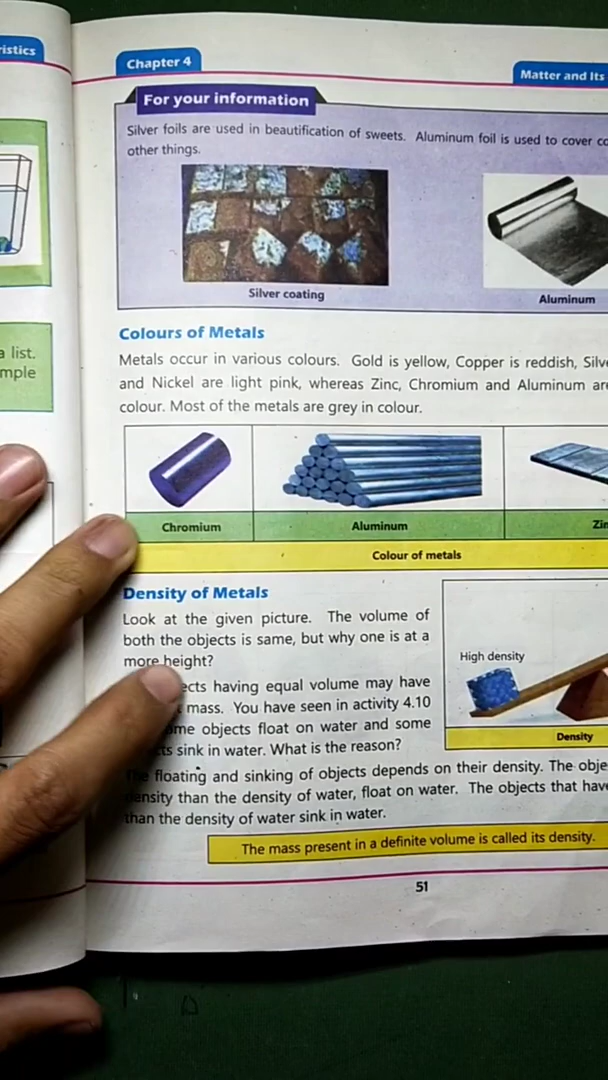 ristics
a list.
mple
Chapter 4
Matter and Its
For your information
Silver foils are used in beautification of sweets. Aluminum foil is used to cover
other things.
Silver coating
Aluminum
Colours of Metals
Metals occur in various colours. Gold is yellow, Copper is reddish, Silve
and Nickel are light pink, whereas Zinc, Chromium and Aluminum are
colour. Most of the metals are grey in colour.
Chromium
Aluminum
Zin
Colour of metals
Density of Metals
Look at the given picture. The volume of
both the objects is same, but why one is at a
more height?
ects having equal volume may have
mass. You have seen in activity 4.10
me objects float on water and some
ts sink in water. What is the reason?
High density
Density
floating and sinking of objects depends on their density. The obje
density than the density of water, float on water. The objects that have
than the density of water sink in water.
The mass present in a definite volume is called its density.
51